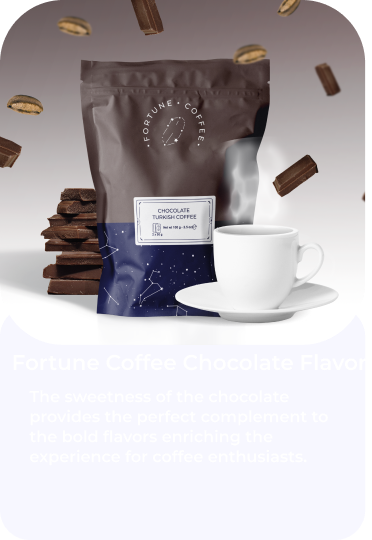 FORTUNE
•FORTUNE•COFFEE•
CHOCOLATE
TURKISH COFFEE
Fortune Coffee Chocolate Flavor
The sweetness of the chocolate
provides the perfect complement to
the bold flavors enriching the
experience for coffee enthusiasts.